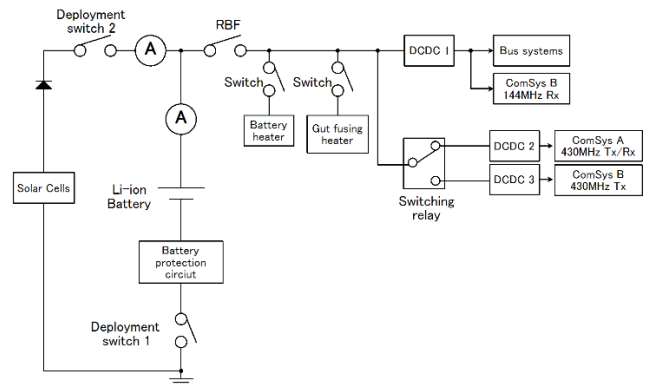 Deployment
switch 2
A
RBF
DCDC 1
Bus systems
Switch
Switch
ComSys B
144MHz Rx
A
Battery
heater
Gut fusing
heater
DCDC 2
ComSys A
430MHz Tx/Rx
Solar Cells
Li-ion
Battery
DCDC 3
ComSys B
430MHz Tx
Switching
relay
Battery
protection
circiut
Deployment
switch 1